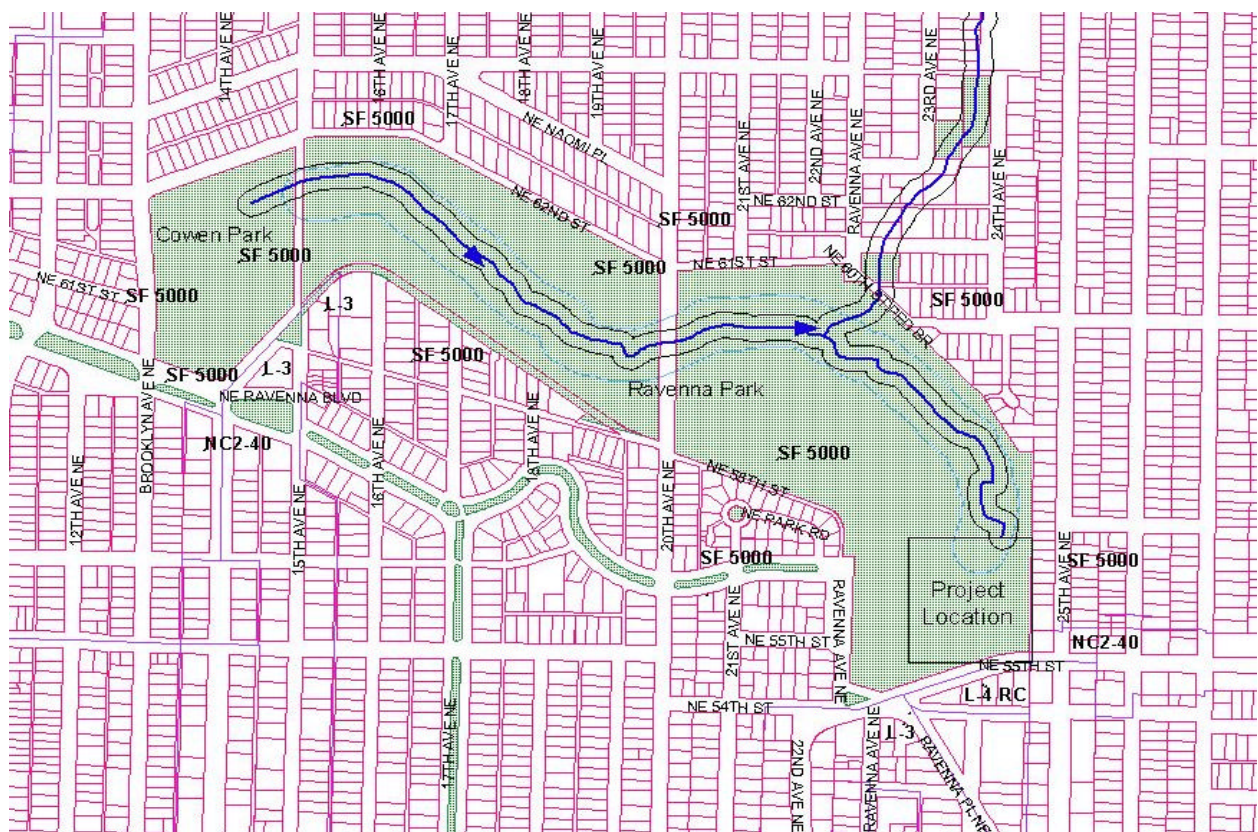 14TH AVE NE
16TH AVE NE
17TH AVE NE
18TH AVE NE
19TH AVE NE
23RD AVE NE
SF 5000
NE NAOMI PL
21ST AVE NE
22ND AVE NE
RAVENNA AVE NE
24TH AVE NE
NE 62ND ST
NE 62ND ST
SF 5000
Cowen Park
SF 5000
SF 5000
NE 61ST ST
NE 61ST ST
SF 5000
SF 5000
L-3
SF 5000
L-3
SF 5000
NE RAVENNA BLVD
Ravenna Park
NC2-40
SF 5000
BROOKLYN AVE NE
12TH AVE NE
15TH AVE NE
16TH AVE NE
18TH AVE NE
20TH AVE NE
NE 58TH ST
NE PARK RD
SF 5000
SF 5000
25TH AVE NE
Project
Location
RAVENNA AVE NE
21ST AVE NE
NE 55TH ST
NC2-40
NE 55TH ST
L-4 RC
NE 54TH ST
17TH AVE NE
22ND AVE NE
RAVENNA AVE NE
L-3
RAVENNA PL NE